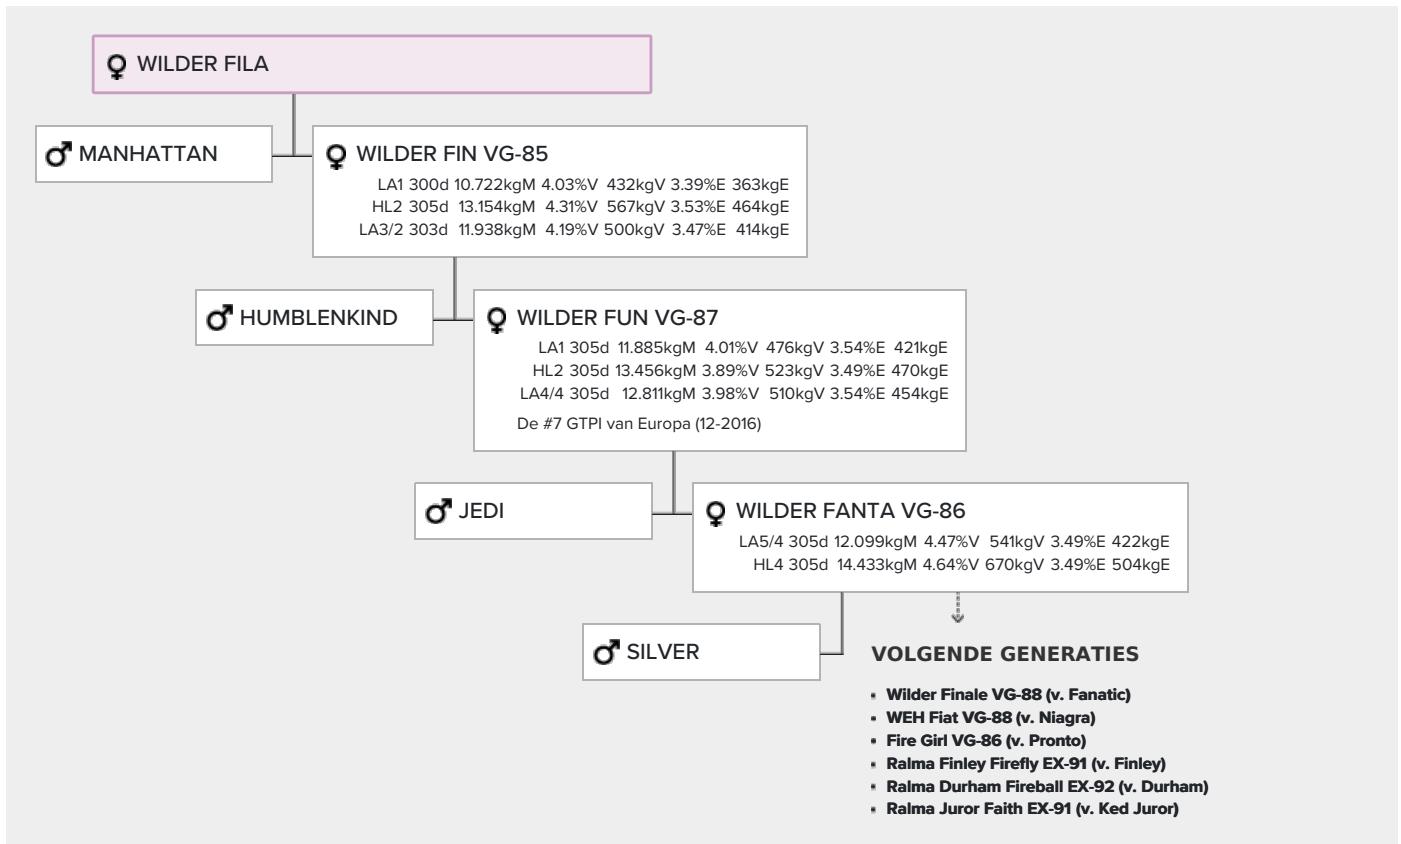 WILDER FILA
MANHATTAN
WILDER FIN VG-85
LA1 300d 10.722kgM 4.03%V 432kgV 3.39%E 363kgE
HL2 305d 13.154kgM 4.31%V 567kgV 3.53%E 464kgE
LA3/2 303d 11.938kgM 4.19%V 500kgV 3.47%E 414kgE
HUMBLENKIND
WILDER FUN VG-87
LA1 305d 11.885kgM 4.01%V 476kgV 3.54%E 421kgE
HL2 305d 13.456kgM 3.89%V 523kgV 3.49%E 470kgE
LA4/4 305d 12.811kgM 3.98%V 510kgV 3.54%E 454kgE
De #7 GTPI van Europa (12-2016)
JEDI
WILDER FANTA VG-86
LA5/4 305d 12.099kgM 4.47%V 541kgV 3.49%E 422kgE
HL4 305d 14.433kgM 4.64%V 670kgV 3.49%E 504kgE
SILVER
VOLGENDE GENERATIES
Wilder Finale VG-88 (v. Fanatic)
WEH Fiat VG-88 (v. Niagra)
Fire Girl VG-86 (v. Pronto)
Ralma Finley Firefly EX-91 (v. Finley)
Ralma Durham Fireball EX-92 (v. Durham)
Ralma Juror Faith EX-91 (v. Ked Juror)